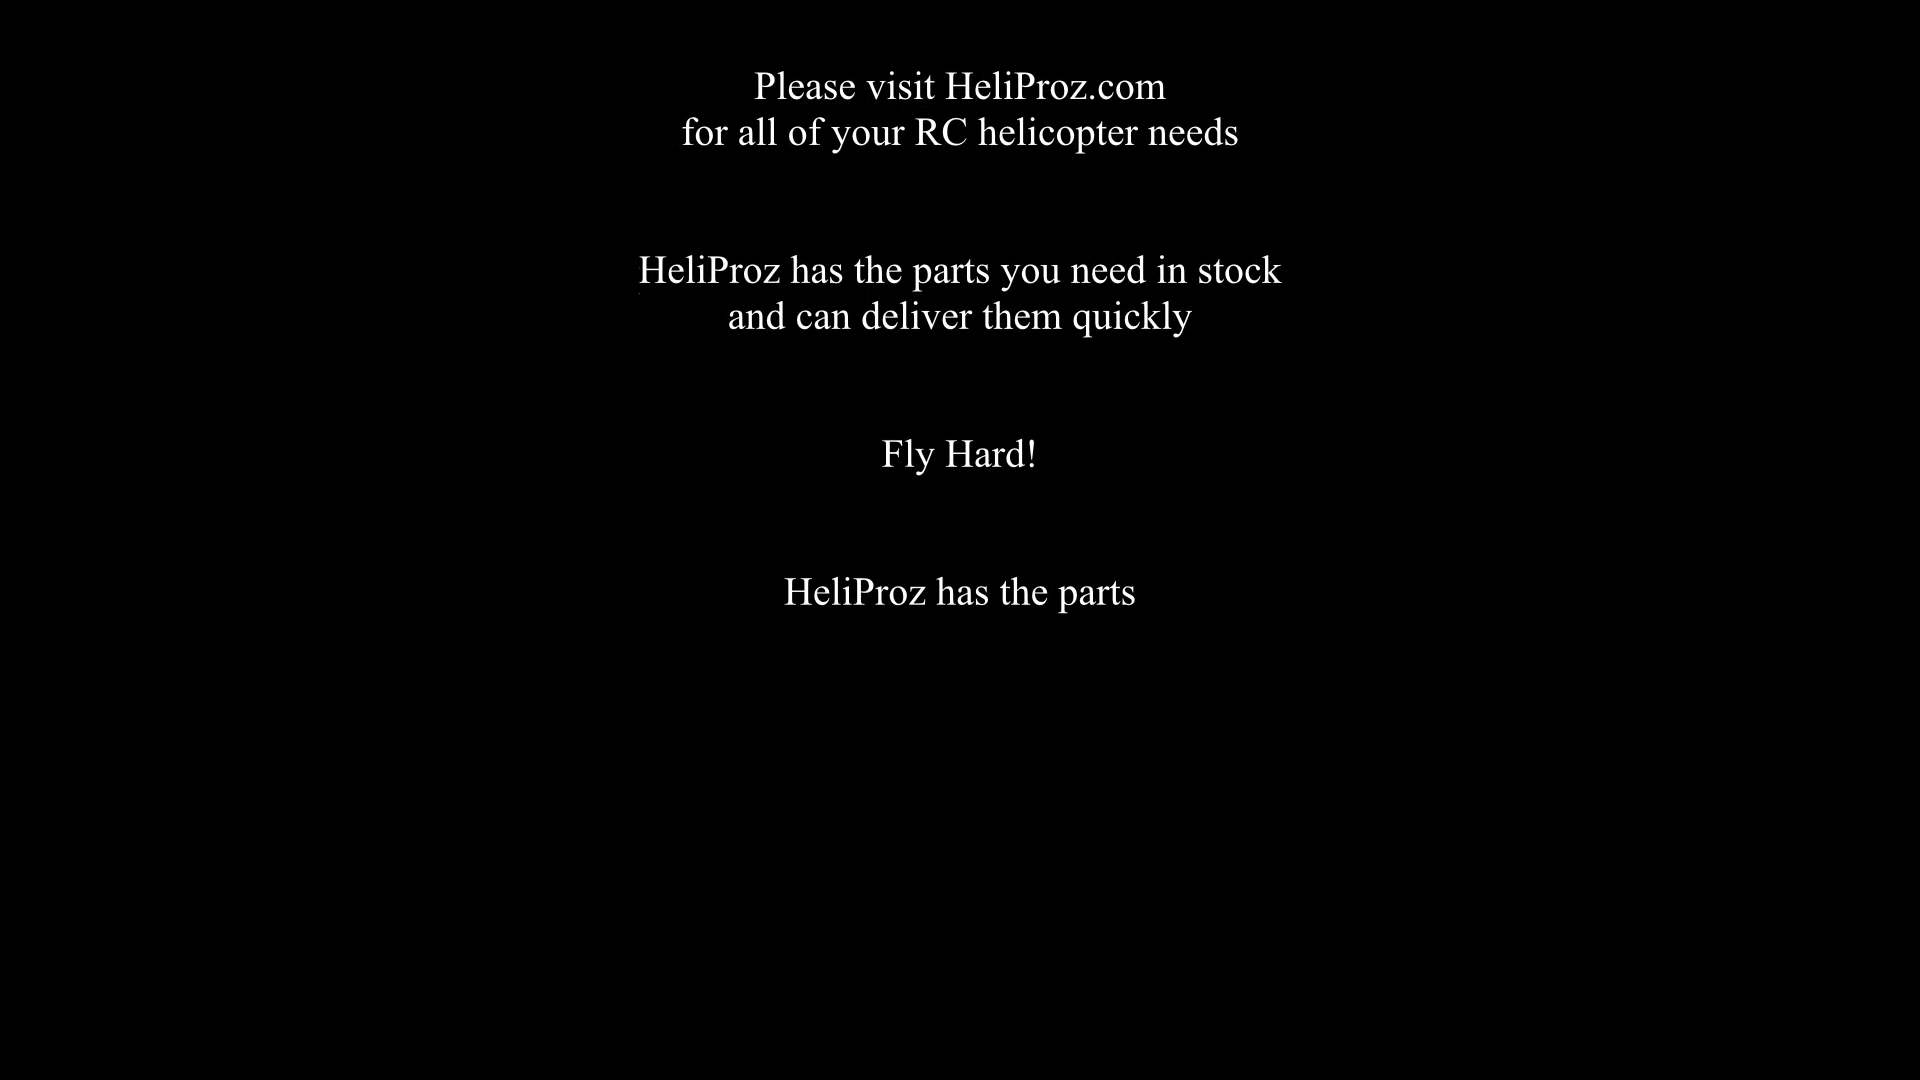 Please visit HeliProz.com
for all of your RC helicopter needs
HeliProz has the parts you need in stock
and can deliver them quickly
Fly Hard!
HeliProz has the parts